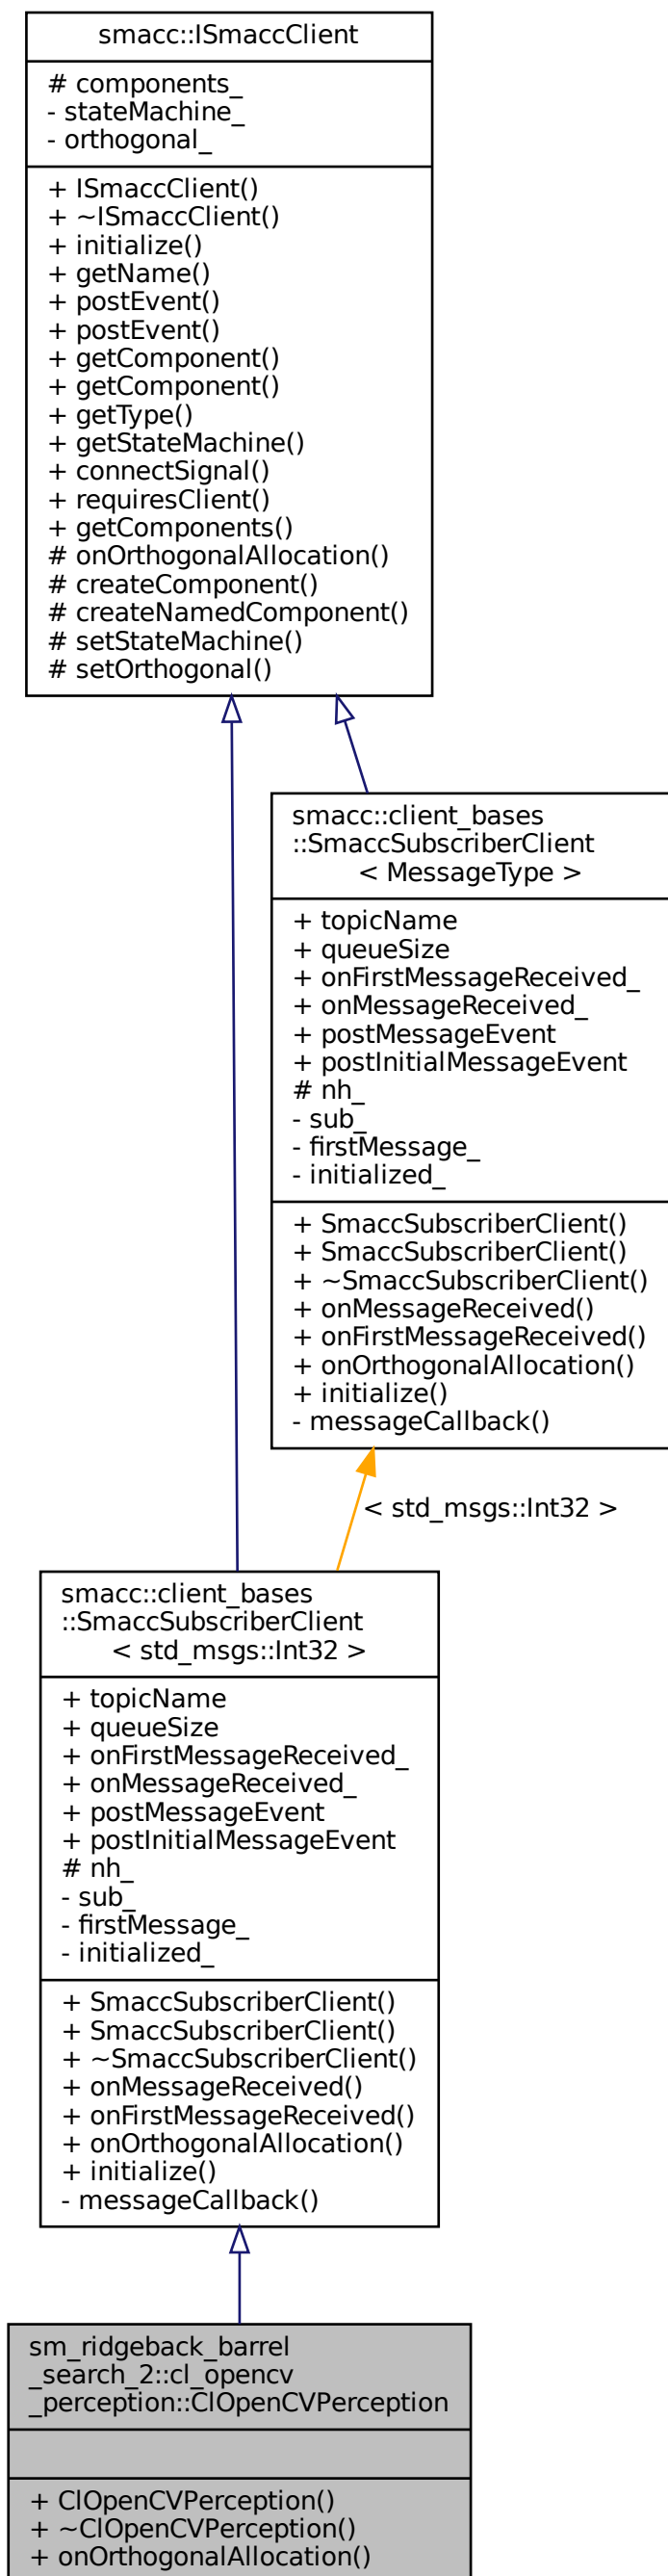 smacc::ISmaccClient
# components_
- stateMachine_
- orthogonal_
+ ISmaccClient()
+ ~ISmaccClient()
+ initialize()
+ getName()
+ postEvent()
+ postEvent()
+ getComponent()
+ getComponent()
+ getType()
+ getStateMachine()
+ connectSignal()
+ requiresClient()
+ getComponents()
# onOrthogonalAllocation()
# createComponent()
# createNamedComponent()
# setStateMachine()
# setOrthogonal()
smacc::client_bases
::SmaccSubscriberClient
< MessageType >
+ topicName
+ queueSize
+ onFirstMessageReceived_
+ onMessageReceived_
+ postMessageEvent
+ postInitialMessageEvent
# nh_
- sub_
- firstMessage_
- initialized_
+ SmaccSubscriberClient()
+ SmaccSubscriberClient()
+ ~SmaccSubscriberClient()
+ onMessageReceived()
+ onFirstMessageReceived()
+ onOrthogonalAllocation()
+ initialize()
- messageCallback()
< std_msgs::Int32 >
smacc::client_bases
::SmaccSubscriberClient
< std_msgs::Int32 >
+ topicName
+ queueSize
+ onFirstMessageReceived_
+ onMessageReceived_
+ postMessageEvent
+ postInitialMessageEvent
# nh_
- sub_
- firstMessage_
- initialized_
+ SmaccSubscriberClient()
+ SmaccSubscriberClient()
+ ~SmaccSubscriberClient()
+ onMessageReceived()
+ onFirstMessageReceived()
+ onOrthogonalAllocation()
+ initialize()
- messageCallback()
sm_ridgeback_barrel
_search_2::cl_opencv
_perception::ClOpenCVPerception
+ ClOpenCVPerception()
+ ~ClOpenCVPerception()
+ onOrthogonalAllocation()